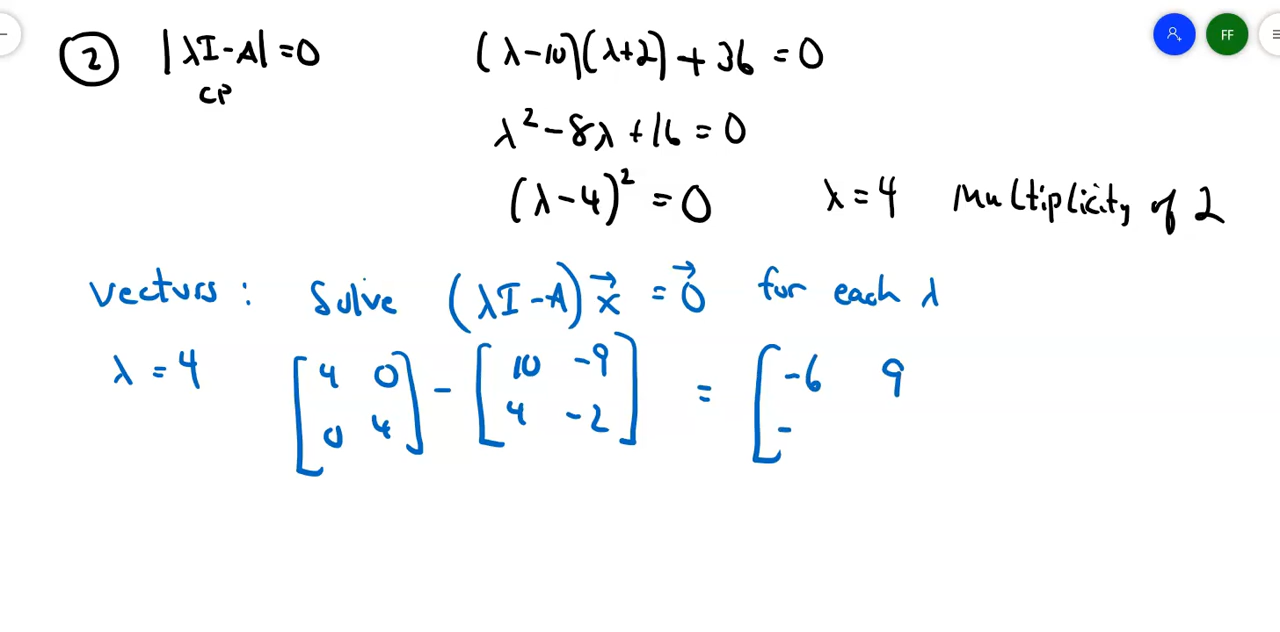 ② |λI-A| = 0 (λ-10)(λ+2) + 36 = 0
CP
λ² - 8λ + 16 = 0
(λ-4)² = 0 λ = 4 Multiplicity of 2
Vectors: Solve (λI-A)x⃗ = 0⃗ for each λ
λ = 4 [4 0; 0 4] - [10 -9; 4 -2] = [-6 9; -
FF